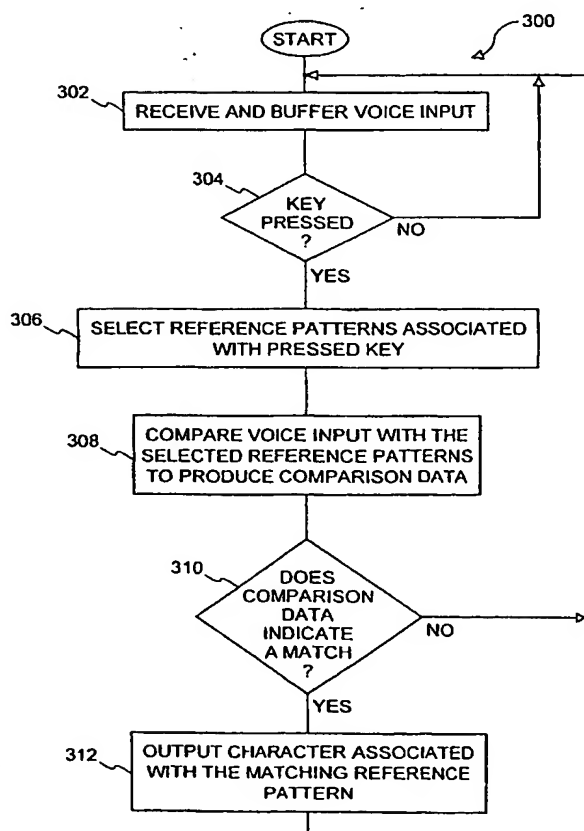 START
300
302
RECEIVE AND BUFFER VOICE INPUT
304
KEY
PRESSED
?
NO
YES
306
SELECT REFERENCE PATTERNS ASSOCIATED
WITH PRESSED KEY
308
COMPARE VOICE INPUT WITH THE
SELECTED REFERENCE PATTERNS
TO PRODUCE COMPARISON DATA
310
DOES
COMPARISON
DATA
INDICATE
A MATCH
?
NO
YES
312
OUTPUT CHARACTER ASSOCIATED
WITH THE MATCHING REFERENCE
PATTERN